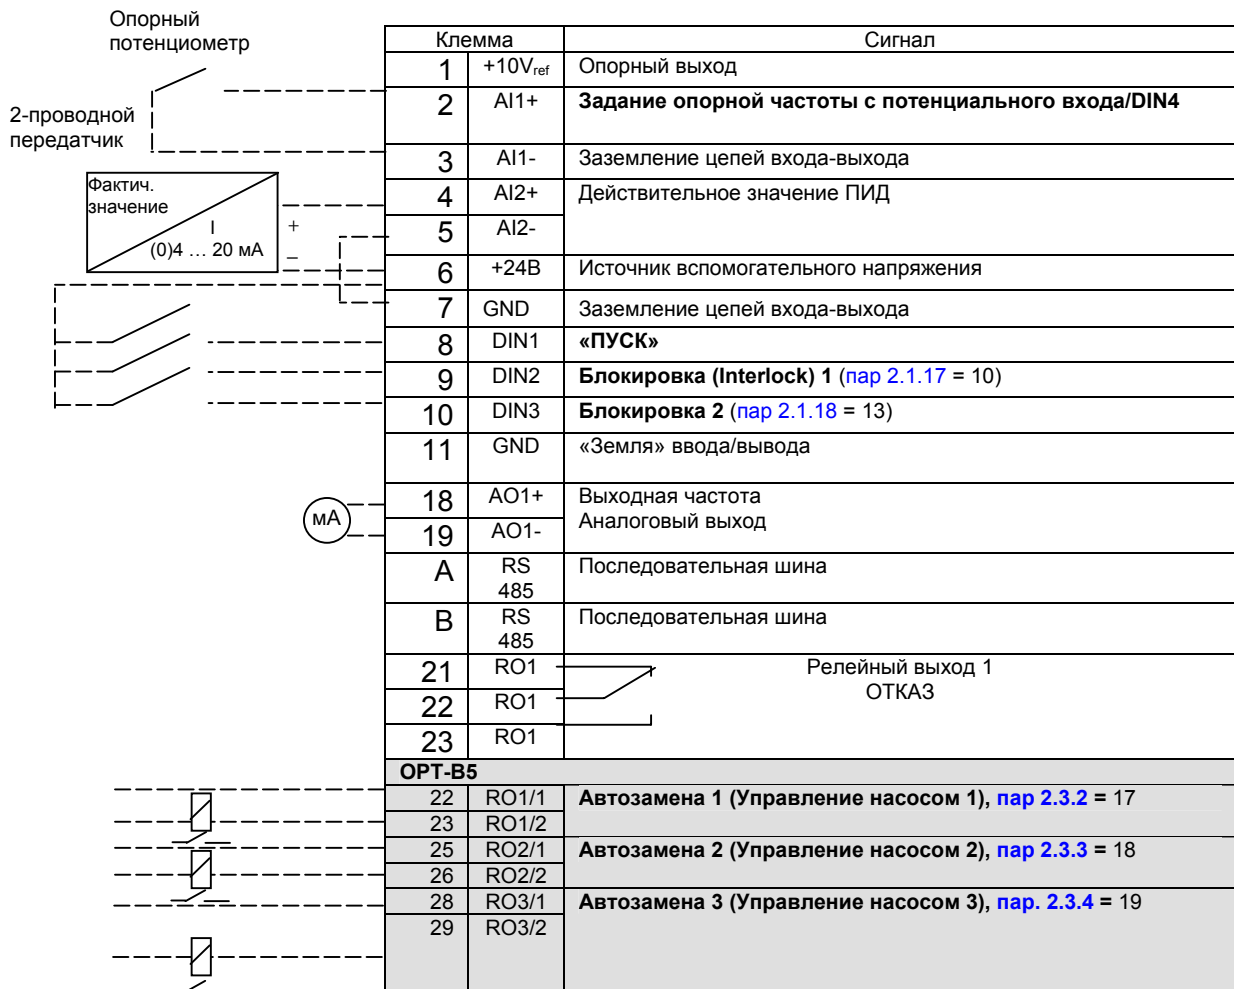 Опорный
потенциометр
2-проводной
передатчик
Фактич.
значение
I
(0)4 … 20 мА
+
–
мА
Клемма Сигнал
1 +10Vref Опорный выход
2 AI1+ Задание опорной частоты с потенциального входа/DIN4
3 AI1- Заземление цепей входа-выхода
4 AI2+ Действительное значение ПИД
5 AI2-
6 +24В Источник вспомогательного напряжения
7 GND Заземление цепей входа-выхода
8 DIN1 «ПУСК»
9 DIN2 Блокировка (Interlock) 1 (пар 2.1.17 = 10)
10 DIN3 Блокировка 2 (пар 2.1.18 = 13)
11 GND «Земля» ввода/вывода
18 AO1+ Выходная частота
Аналоговый выход
19 AO1-
A RS
485 Последовательная шина
B RS
485 Последовательная шина
21 RO1 Релейный выход 1
ОТКАЗ
22 RO1
23 RO1
OPT-B5
22 RO1/1 Автозамена 1 (Управление насосом 1), пар 2.3.2 = 17
23 RO1/2
25 RO2/1 Автозамена 2 (Управление насосом 2), пар 2.3.3 = 18
26 RO2/2
28 RO3/1 Автозамена 3 (Управление насосом 3), пар. 2.3.4 = 19
29 RO3/2